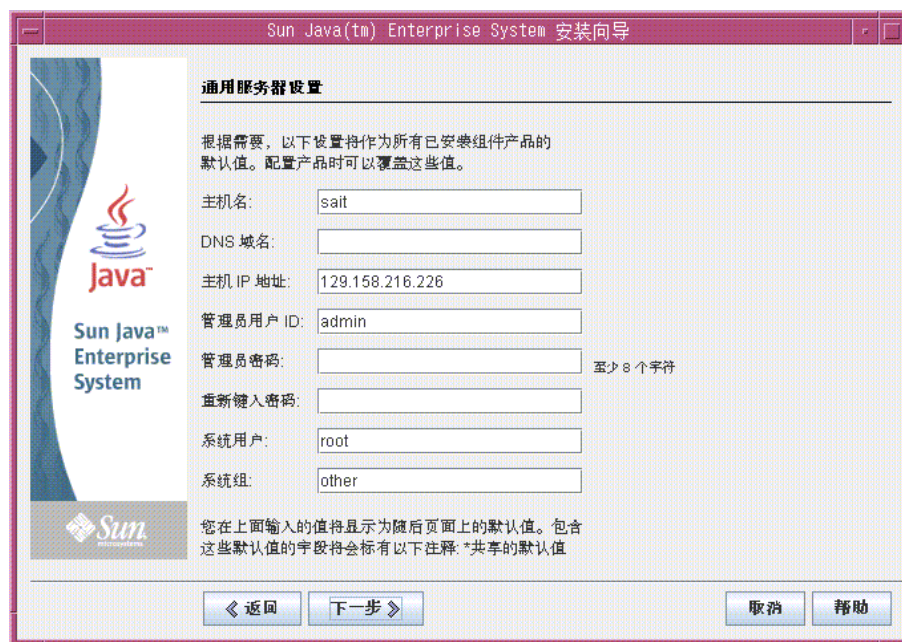 Sun Java(tm) Enterprise System 安装向导
通用服务器设置
根据需要，以下设置将作为所有已安装组件产品的
默认值。配置产品时可以覆盖这些值。
主机名: sait
DNS 域名:
主机 IP 地址: 129.158.216.226
管理员用户 ID: admin
管理员密码: 至少 8 个字符
重新键入密码:
系统用户: root
系统组: other
您在上面输入的值将显示为随后页面上的默认值。包含
这些默认值的字段将会标有以下注释: *共享的默认值
Java™
Sun Java™
Enterprise
System
Sun
microsystems
返回 下一步 取消 帮助